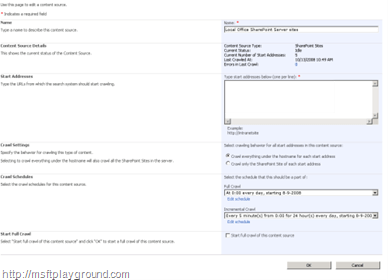 Use this page to edit a content source.
* Indicates a required field
Name
Type a name to describe this content source.
Name: *
Local Office SharePoint Server sites
Content Source Details
This shows the current status of the Content Source.
Content Source Type: SharePoint Sites
Current Status: Idle
Current Number of Start Addresses: 5
Last Crawled At: 10/13/2008 10:49 AM
Errors in Last Crawl:
Start Addresses
Type the URLs from which the search system should start crawling.
Type start addresses below (one per line): *
Example:
http://intranetsite
Crawl Settings
Specify the behavior for crawling this type of content.
Selecting to crawl everything under the hostname will also crawl all the SharePoint Sites in the server.
Select crawling behavior for all start addresses in this content source:
Crawl everything under the hostname for each start address
Crawl only the SharePoint Site of each start address
Crawl Schedules
Select the crawl schedules for this content source.
Select the schedule that this should be a part of:
Full Crawl
At 0:00 every day, starting 9-9-2008
Edit schedule
Incremental Crawl
Every 5 minute(s) from 0:00 for 24 hour(s) every day, starting 9-9-200
Edit schedule
Start Full Crawl
Select "Start full crawl of this content source" and click "OK" to start a full crawl of this content source.
Start full crawl of this content source
OK
Cancel
http://msftplayground.com